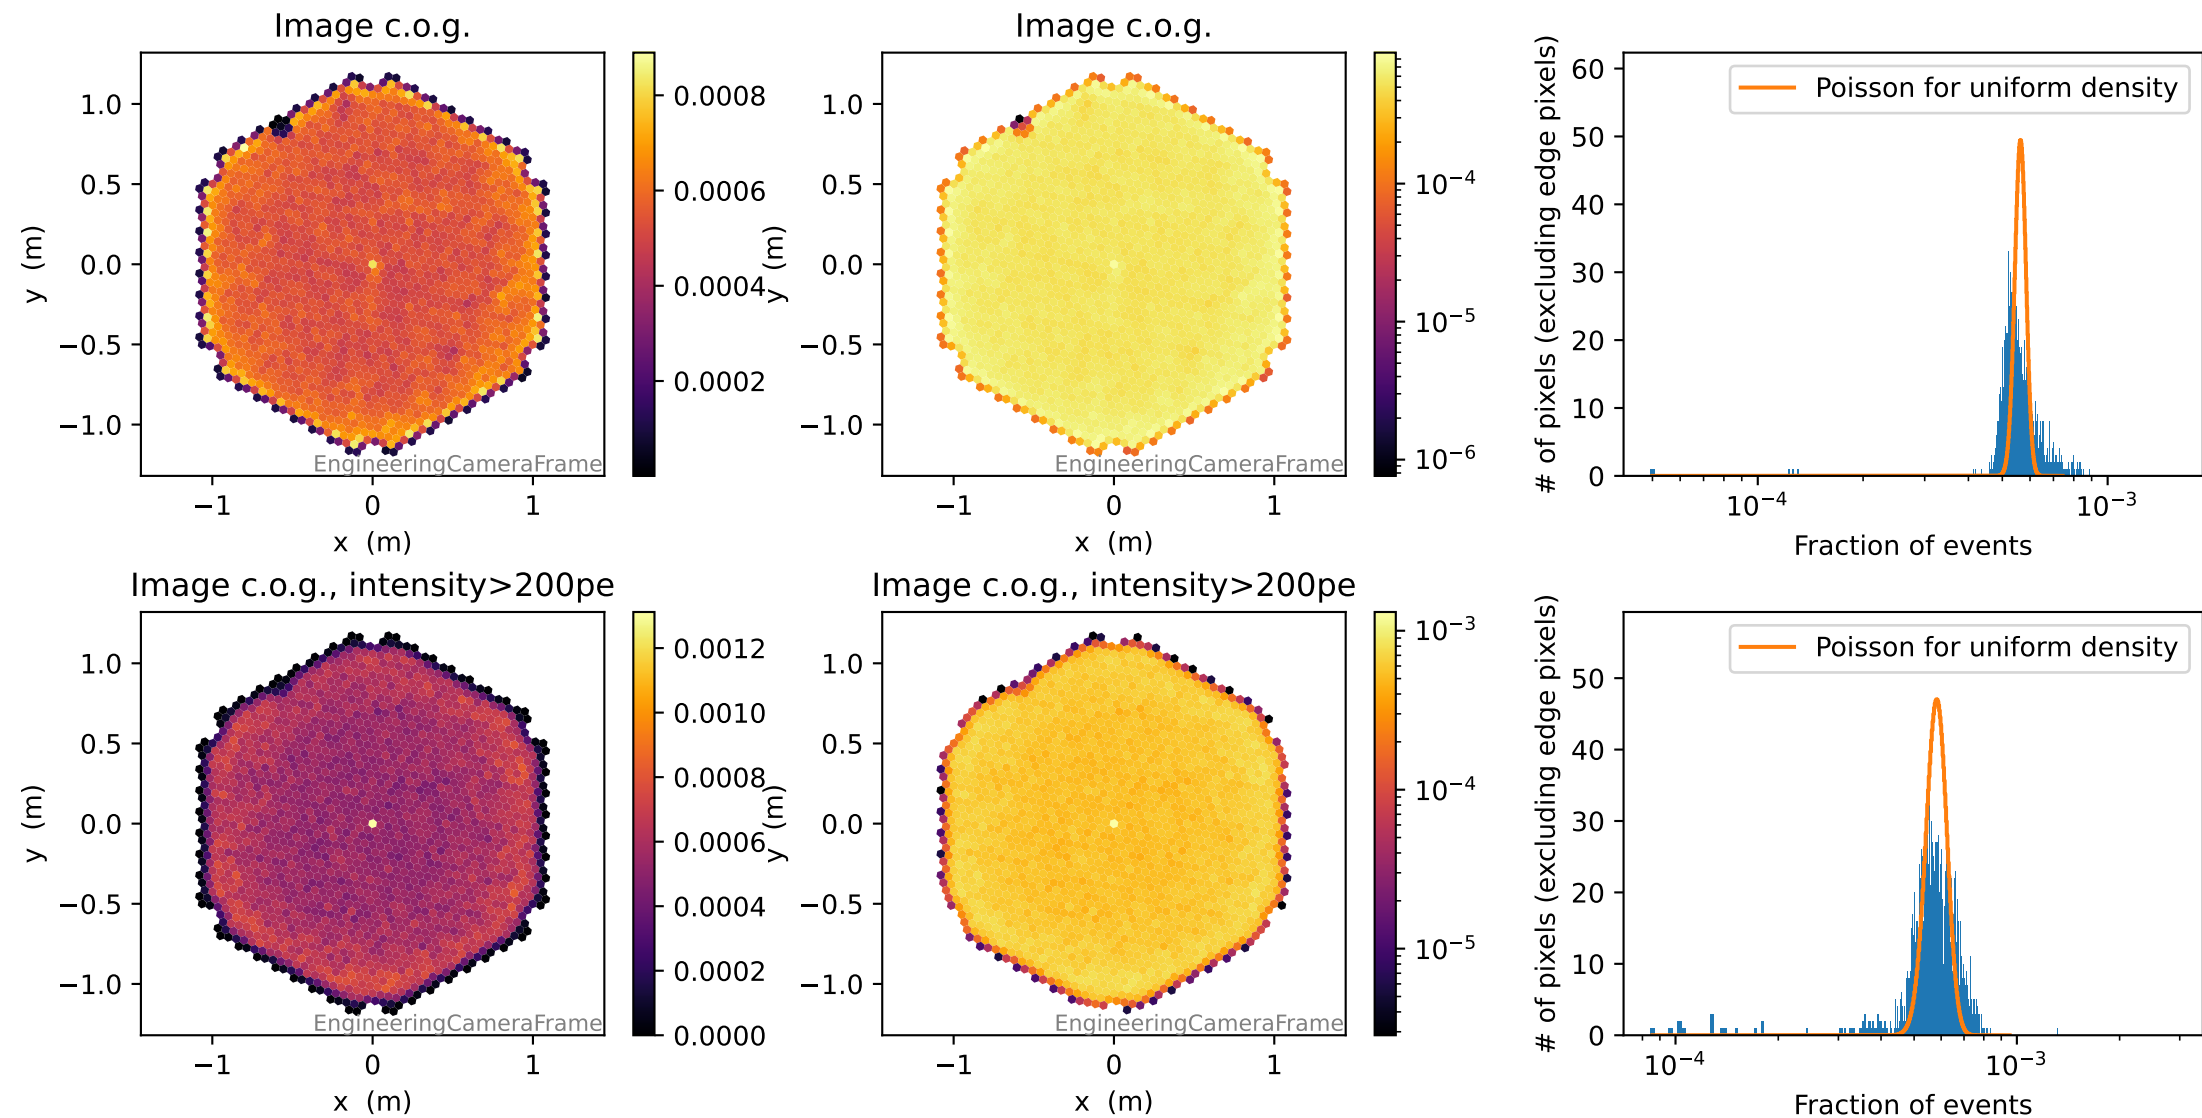 Image c.o.g.
1.0
0.5
0.0
−0.5
−1.0
y (m)
−1 0 1
x (m)
EngineeringCameraFrame
0.0008
0.0006
0.0004
0.0002
Image c.o.g.
1.0
0.5
0.0
−0.5
−1.0
y (m)
−1 0 1
x (m)
EngineeringCameraFrame
10−4
10−5
10−6
Poisson for uniform density
60
50
40
30
20
10
0
# of pixels (excluding edge pixels)
10−4 10−3
Fraction of events
Image c.o.g., intensity>200pe
1.0
0.5
0.0
−0.5
−1.0
y (m)
−1 0 1
x (m)
EngineeringCameraFrame
0.0012
0.0010
0.0008
0.0006
0.0004
0.0002
0.0000
Image c.o.g., intensity>200pe
1.0
0.5
0.0
−0.5
−1.0
y (m)
−1 0 1
x (m)
EngineeringCameraFrame
10−3
10−4
10−5
Poisson for uniform density
50
40
30
20
10
0
# of pixels (excluding edge pixels)
10−4 10−3
Fraction of events